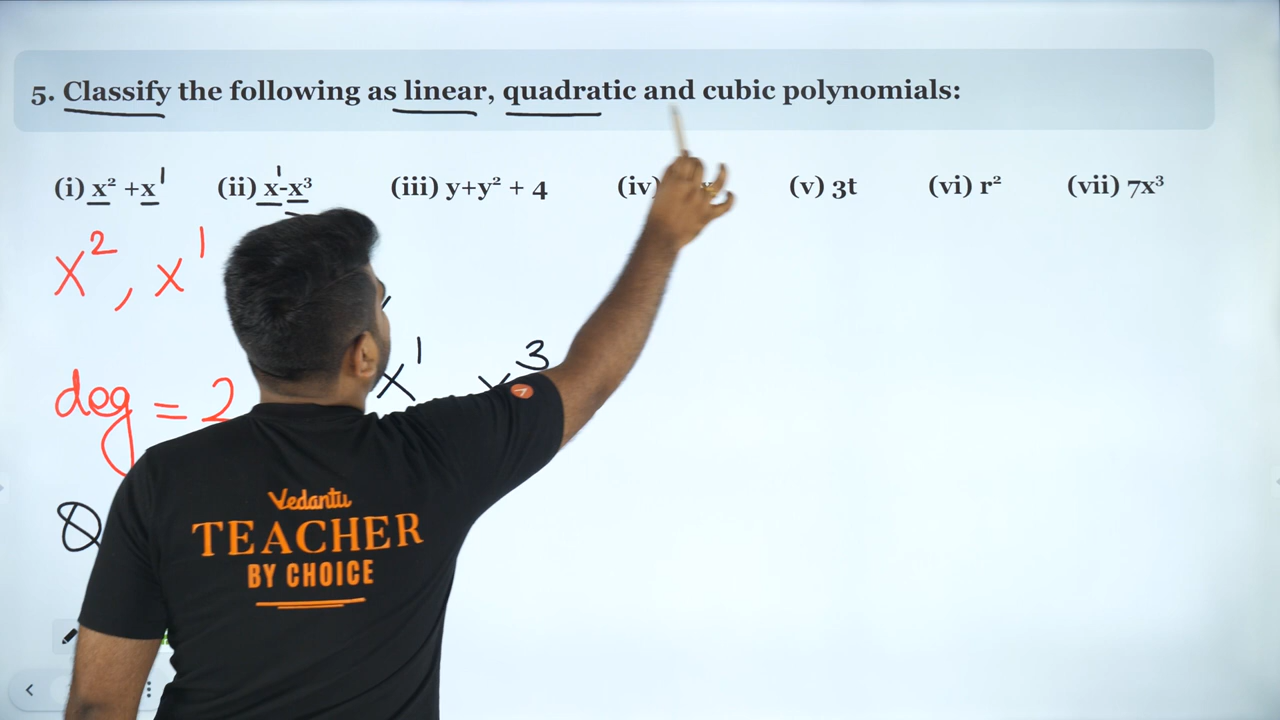 5. Classify the following as linear, quadratic and cubic polynomials:
(i) x² +x¹ (ii) x¹-x³ (iii) y+y² + 4 (iv) (v) 3t (vi) r² (vii) 7x³
x², x¹
x¹ x³
deg = 2
Q
Vedantu
TEACHER
BY CHOICE